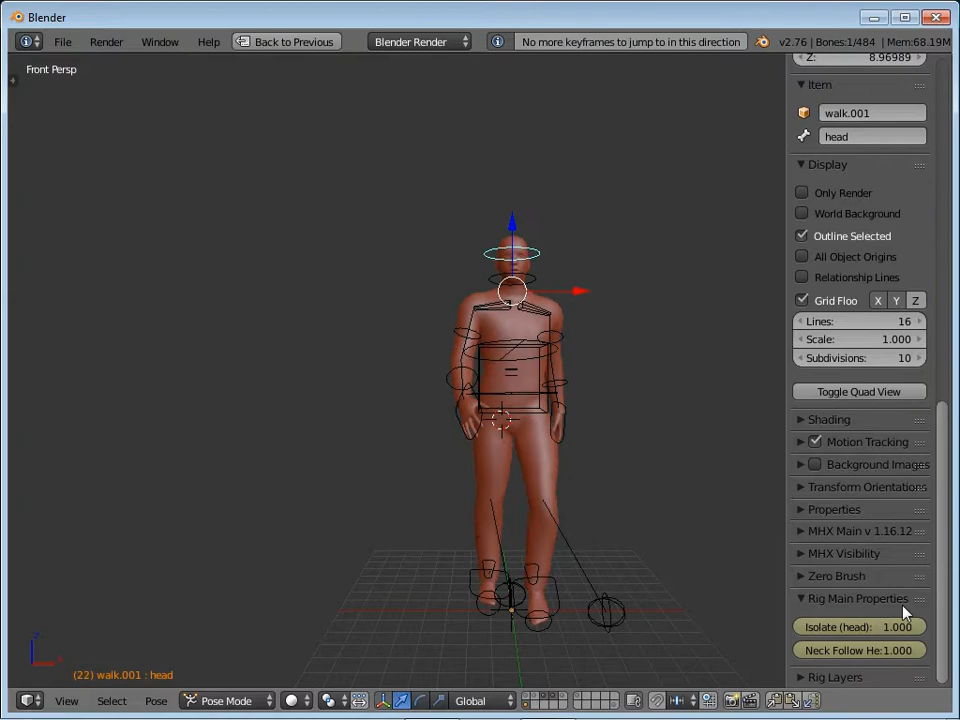 Blender
File Render Window Help Back to Previous Blender Render No more keyframes to jump to in this direction v2.76 | Bones:1/484 | Mem:68.19M
Front Persp
Z: 8.96989
Item
walk.001
head
Display
Only Render
World Background
Outline Selected
All Object Origins
Relationship Lines
Grid Floo X Y Z
Lines: 16
Scale: 1.000
Subdivisions: 10
Toggle Quad View
Shading
Motion Tracking
Background Images
Transform Orientations
Properties
MHX Main v 1.16.12
MHX Visibility
Zero Brush
Rig Main Properties
Isolate (head): 1.000
Neck Follow He:1.000
Rig Layers
(22) walk.001 : head
View Select Pose Pose Mode Global